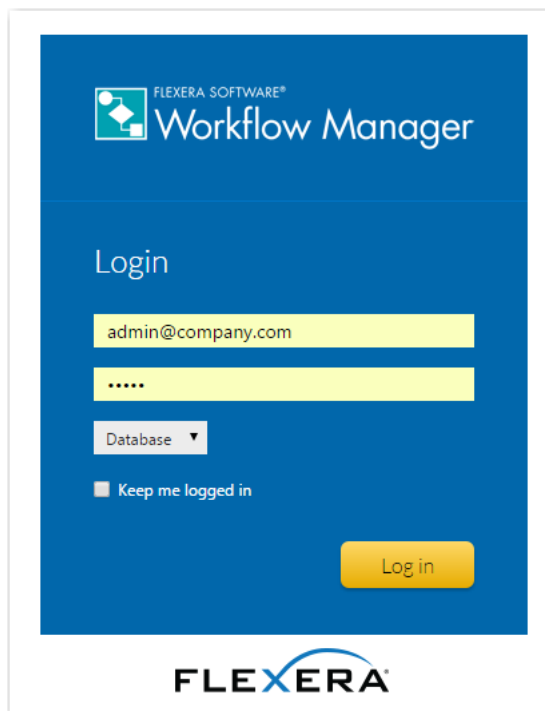 FLEXERA SOFTWARE®
Workflow Manager
Login
admin@company.com
•••••
Database ▼
Keep me logged in
Log in
FLEXERA